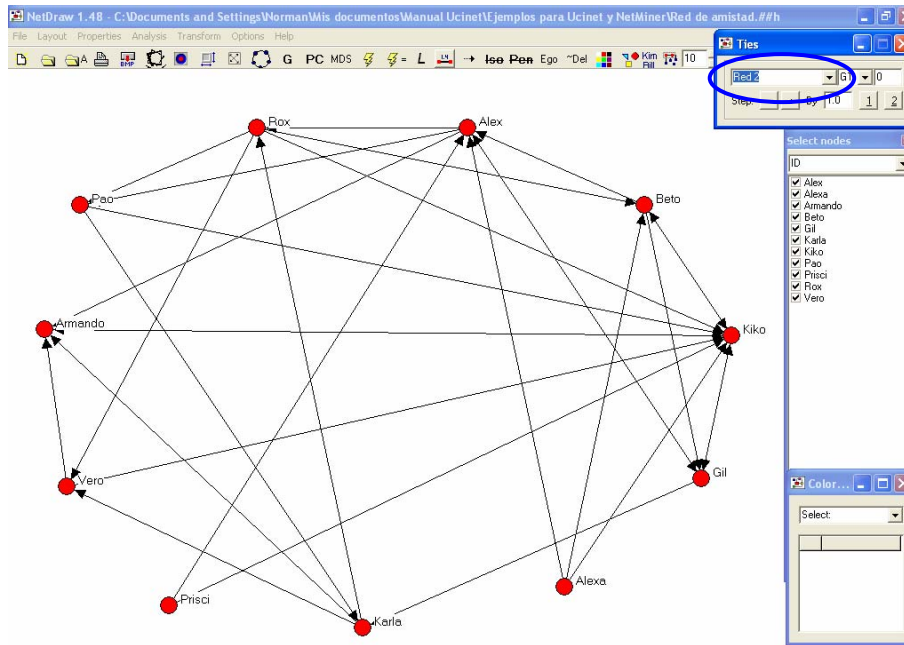 NetDraw 1.48 - C:\Documents and Settings\Norman\Mis documentos\Manual Ucinet\Ejemplos para Ucinet y NetMiner\Red de amistad.##h
File Layout Properties Analysis Transform Options Help
BMP G PC MDS = L Iso Pen Ego ~Del 10
Ties
Red 2 GT 0
Step: - + By 1.0 1 2
Select nodes
ID
Alex
Alexa
Armando
Beto
Gil
Karla
Kiko
Pao
Prisci
Rox
Vero
Rox
Alex
Pao
Beto
Armando
Kiko
Vero
Gil
Prisci
Alexa
Karla
Color...
Select: